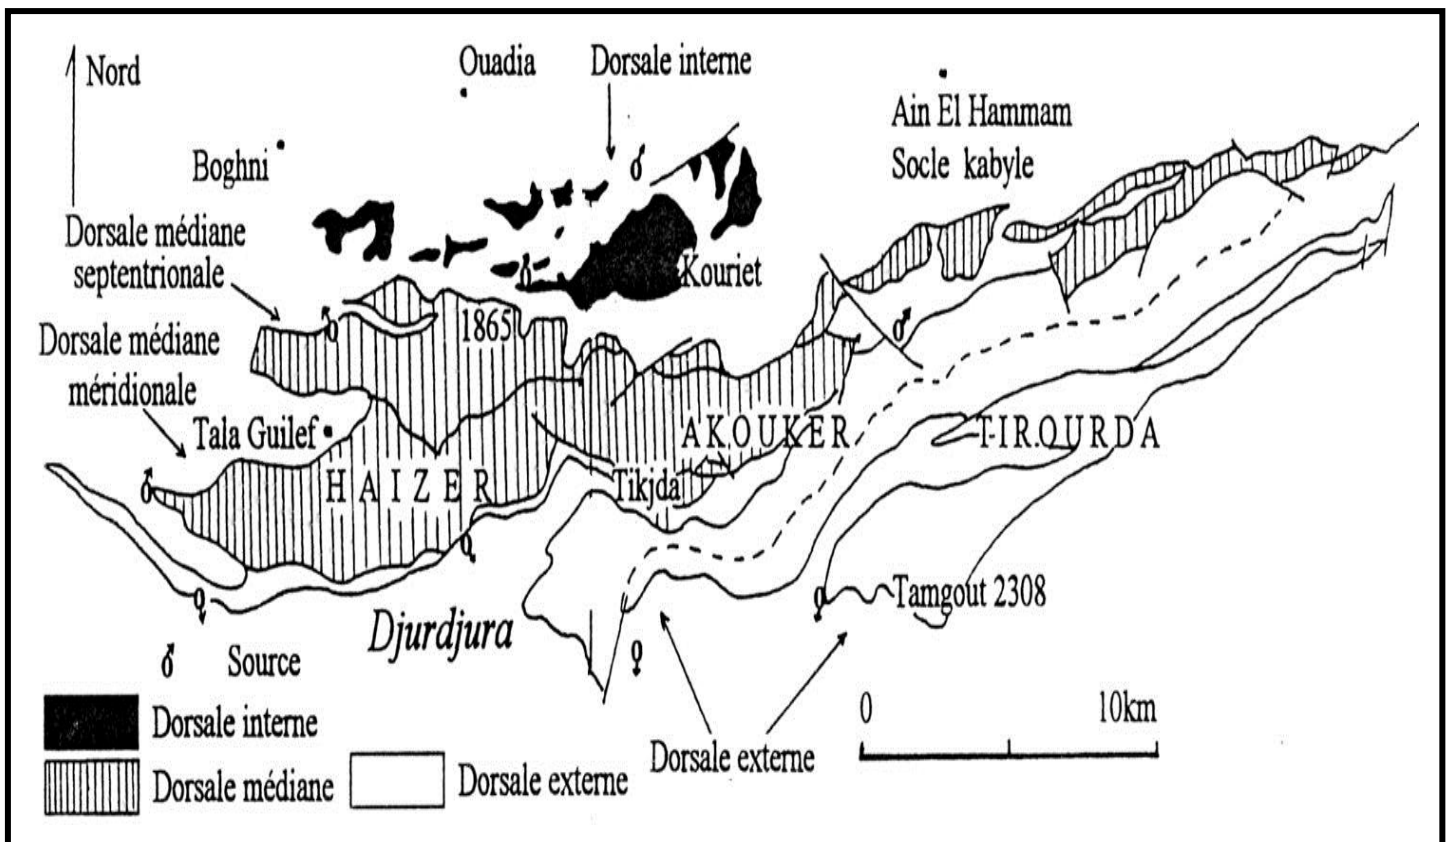 Nord
Ouadia
Dorsale interne
Boghni
Ain El Hammam
Socle kabyle
Dorsale médiane
septentrionale
Kouriet
1865
Dorsale médiane
méridionale
Tala Guilef
AKOUKER
TIROURDA
HAIZER
Tikjda
Tamgout 2308
Djurdjura
Source
0 10km
Dorsale interne
Dorsale externe
Dorsale médiane
Dorsale externe